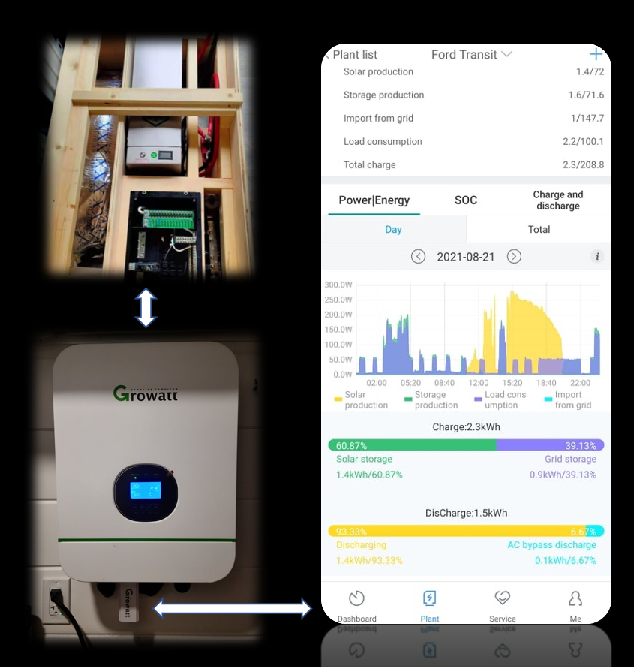 Plant list
Ford Transit
Solar production 1.4/72
Storage production 1.6/71.6
Import from grid 1/147.7
Load consumption 2.2/100.1
Total charge 2.3/208.8
Power|Energy
SOC
Charge and
discharge
Day
Total
2021-08-21
i
300.0W
250.0W
200.0W
150.0W
100.0W
50.0W
0.0W
02:00 05:20 08:40 12:00 15:20 18:40 22:00
Solar
production
Storage
production
Load cons
umption
Import
from grid
Charge:2.3kWh
60.87% 39.13%
Solar storage Grid storage
1.4kWh/60.87% 0.9kWh/39.13%
DisCharge:1.5kWh
93.33% 6.67%
Discharging AC bypass discharge
1.4kWh/93.33% 0.1kWh/6.67%
Dashboard Plant Service Me
Growatt
Growatt